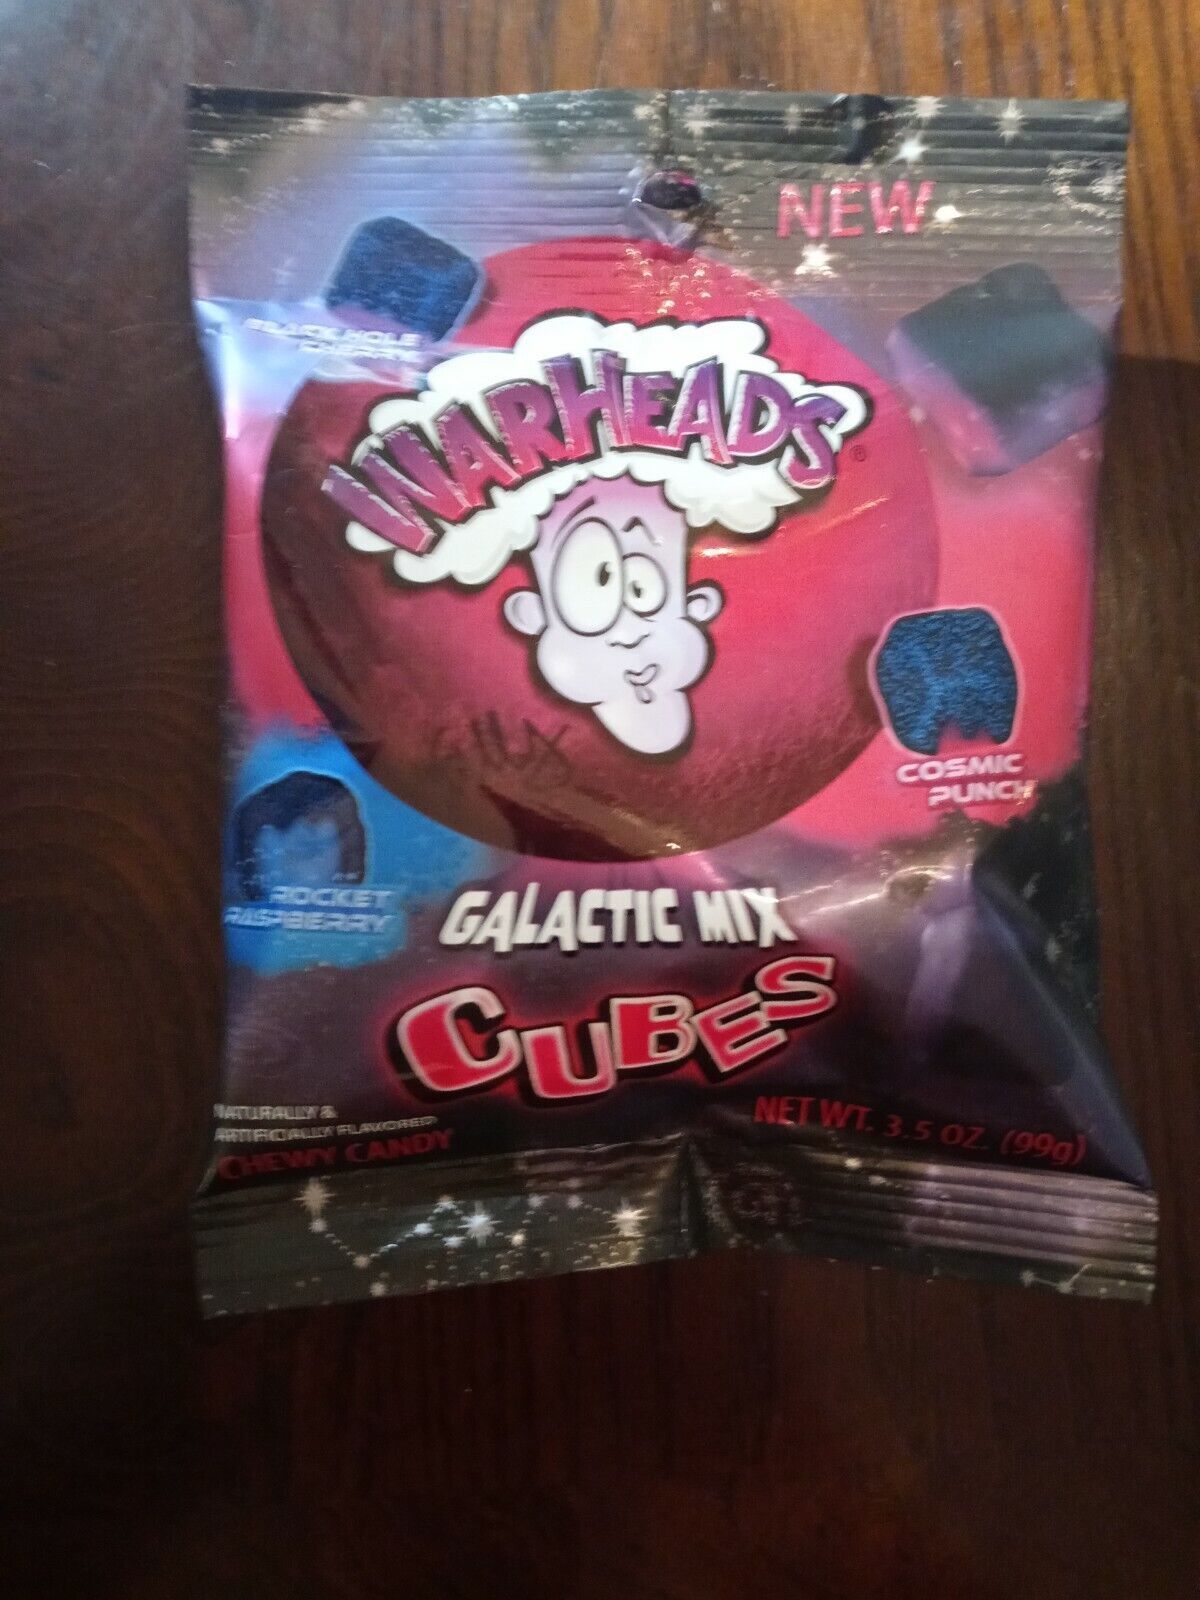 NEW
BLACK HOLE
CHERRY
WARHEADS®
COSMIC
PUNCH
ROCKET
RASPBERRY
GALACTIC MIX
CUBES
NATURALLY &
ARTIFICIALLY FLAVORED
CHEWY CANDY
NET WT. 3.5 OZ. (99g)